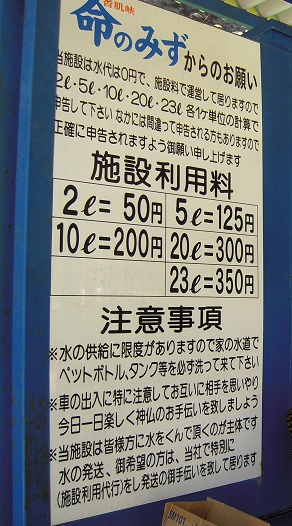 香肌峡
命のみずからのお願い
当施設は水代は0円で、施設料で運営して居りますので
2ℓ・5ℓ・10ℓ・20ℓ・23ℓ 各1ケ単位の計算で
申告して下さい なかには間違って申告される方もありますので
正確に申告されますよう御願い申し上げます
施設利用料
2ℓ=50円 5ℓ=125円
10ℓ=200円 20ℓ=300円
23ℓ=350円
注意事項
※水の供給に限度がありますので家の水道で
ペットボトル、タンク等を必ず洗って来て下さい
※車の出入に特に注意してお互いに相手を思いやり
今日一日楽しく神仏のお手伝いを致しましょう
※当施設は皆様方に水をくんで頂くのが主体です
水の発送、御希望の方は、当社で特別に
(施設利用代行)をし発送の御手伝いを致して居ります